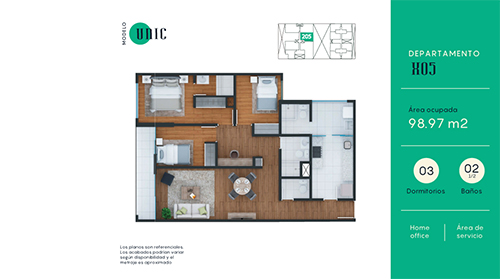 MODELO
UNIC
205
DEPARTAMENTO
X05
Área ocupada
98.97 m2
03
Dormitorios
02
1/2
Baños
Home
office
Área de
servicio
Los planos son referenciales.
Los acabados podrían variar
según disponibilidad y el
metraje es aproximado